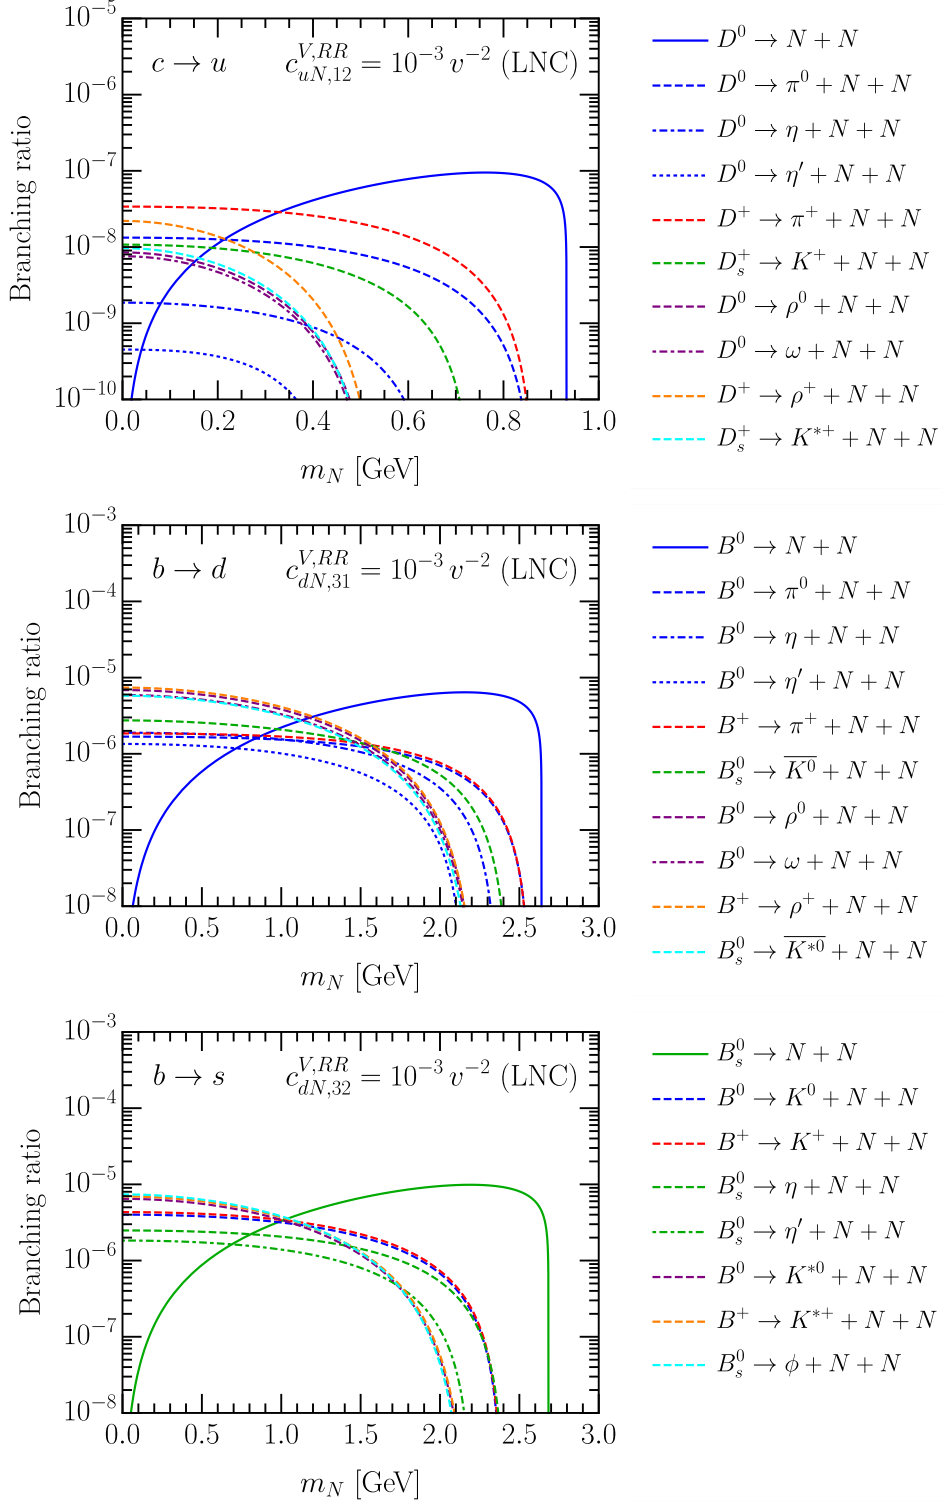 c → u   c^{V,RR}_{uN,12} = 10^{-3} v^{-2} (LNC)
10^{-5}
10^{-6}
10^{-7}
10^{-8}
10^{-9}
10^{-10}
Branching ratio
0.0 0.2 0.4 0.6 0.8 1.0
m_N [GeV]
D^0 → N + N
D^0 → π^0 + N + N
D^0 → η + N + N
D^0 → η′ + N + N
D^+ → π^+ + N + N
D_s^+ → K^+ + N + N
D^0 → ρ^0 + N + N
D^0 → ω + N + N
D^+ → ρ^+ + N + N
D_s^+ → K^{*+} + N + N
b → d   c^{V,RR}_{dN,31} = 10^{-3} v^{-2} (LNC)
10^{-3}
10^{-4}
10^{-5}
10^{-6}
10^{-7}
10^{-8}
Branching ratio
0.0 0.5 1.0 1.5 2.0 2.5 3.0
m_N [GeV]
B^0 → N + N
B^0 → π^0 + N + N
B^0 → η + N + N
B^0 → η′ + N + N
B^+ → π^+ + N + N
B_s^0 → \overline{K^0} + N + N
B^0 → ρ^0 + N + N
B^0 → ω + N + N
B^+ → ρ^+ + N + N
B_s^0 → \overline{K^{*0}} + N + N
b → s   c^{V,RR}_{dN,32} = 10^{-3} v^{-2} (LNC)
10^{-3}
10^{-4}
10^{-5}
10^{-6}
10^{-7}
10^{-8}
Branching ratio
0.0 0.5 1.0 1.5 2.0 2.5 3.0
m_N [GeV]
B_s^0 → N + N
B^0 → K^0 + N + N
B^+ → K^+ + N + N
B_s^0 → η + N + N
B_s^0 → η′ + N + N
B^0 → K^{*0} + N + N
B^+ → K^{*+} + N + N
B_s^0 → ϕ + N + N